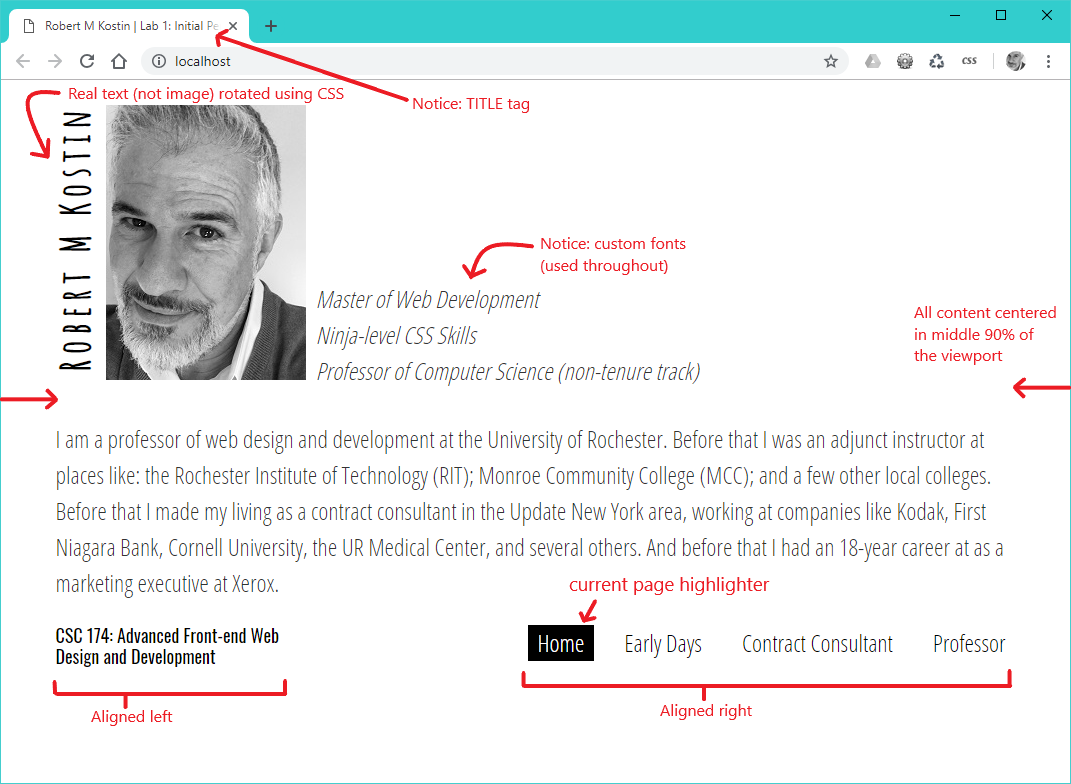 Robert M Kostin | Lab 1: Initial Pe
localhost
css
Real text (not image) rotated using CSS
Notice: TITLE tag
Robert M Kostin
Notice: custom fonts
(used throughout)
Master of Web Development
Ninja-level CSS Skills
Professor of Computer Science (non-tenure track)
All content centered
in middle 90% of
the viewport
I am a professor of web design and development at the University of Rochester. Before that I was an adjunct instructor at
places like: the Rochester Institute of Technology (RIT); Monroe Community College (MCC); and a few other local colleges.
Before that I made my living as a contract consultant in the Update New York area, working at companies like Kodak, First
Niagara Bank, Cornell University, the UR Medical Center, and several others. And before that I had an 18-year career at as a
marketing executive at Xerox.
current page highlighter
CSC 174: Advanced Front-end Web
Design and Development
Home Early Days Contract Consultant Professor
Aligned left
Aligned right